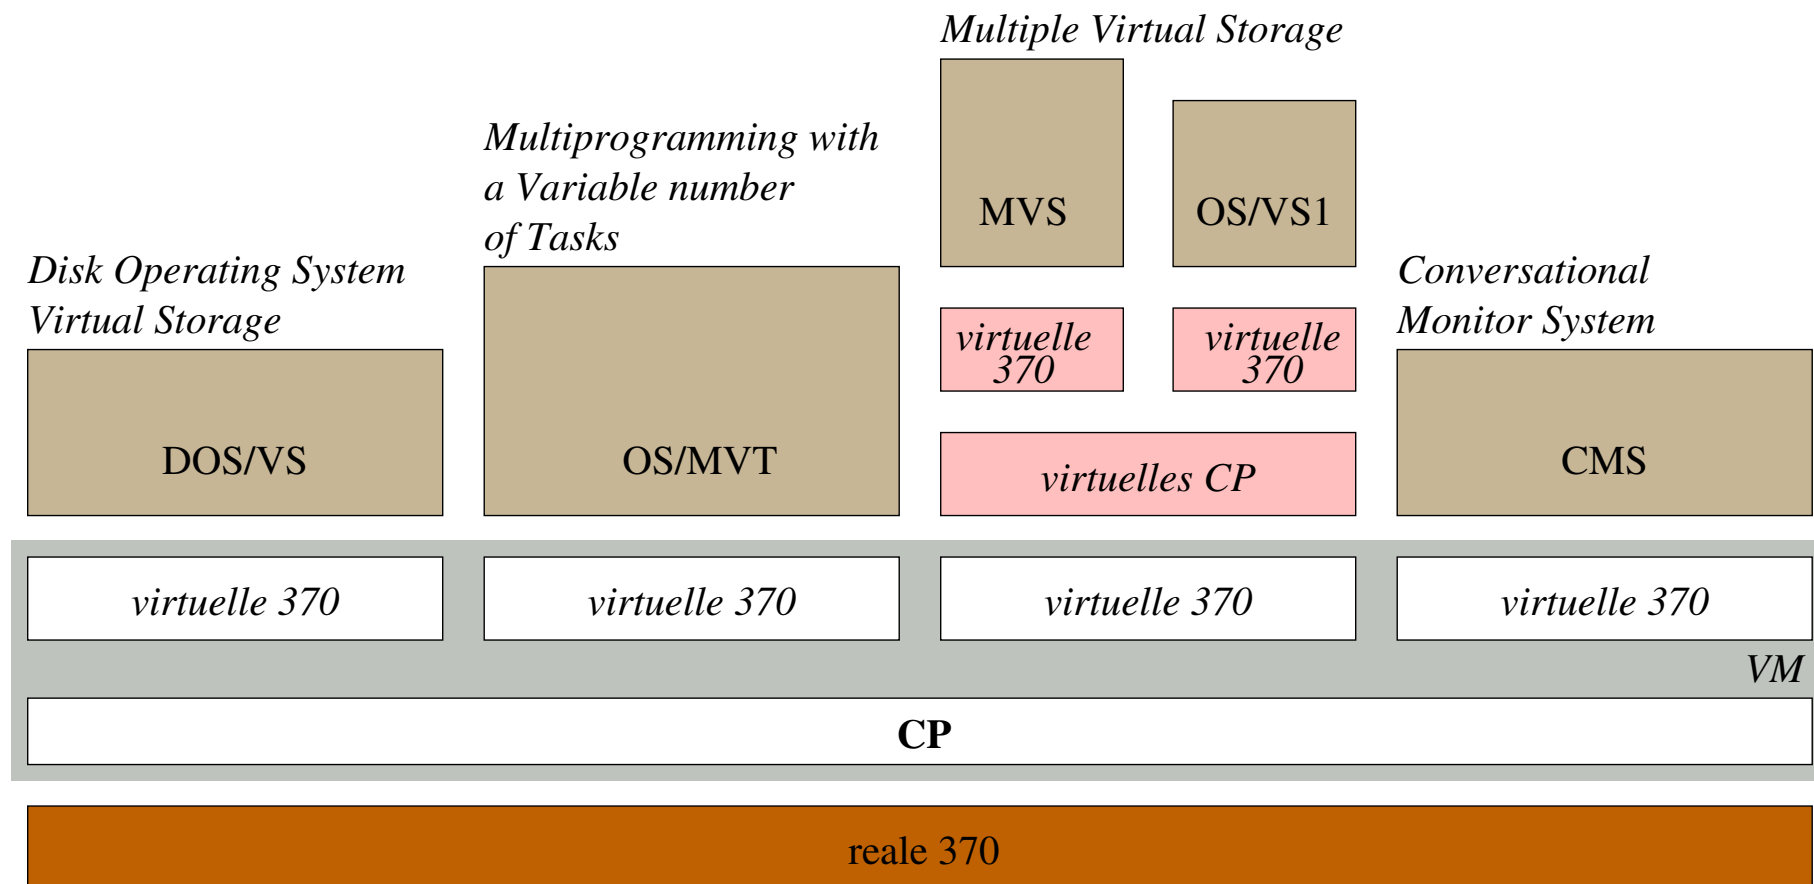 Multiple Virtual Storage
Multiprogramming with
a Variable number
of Tasks
MVS
OS/VS1
Disk Operating System
Virtual Storage
Conversational
Monitor System
virtuelle
370
virtuelle
370
DOS/VS
OS/MVT
virtuelles CP
CMS
virtuelle 370
virtuelle 370
virtuelle 370
virtuelle 370
VM
CP
reale 370